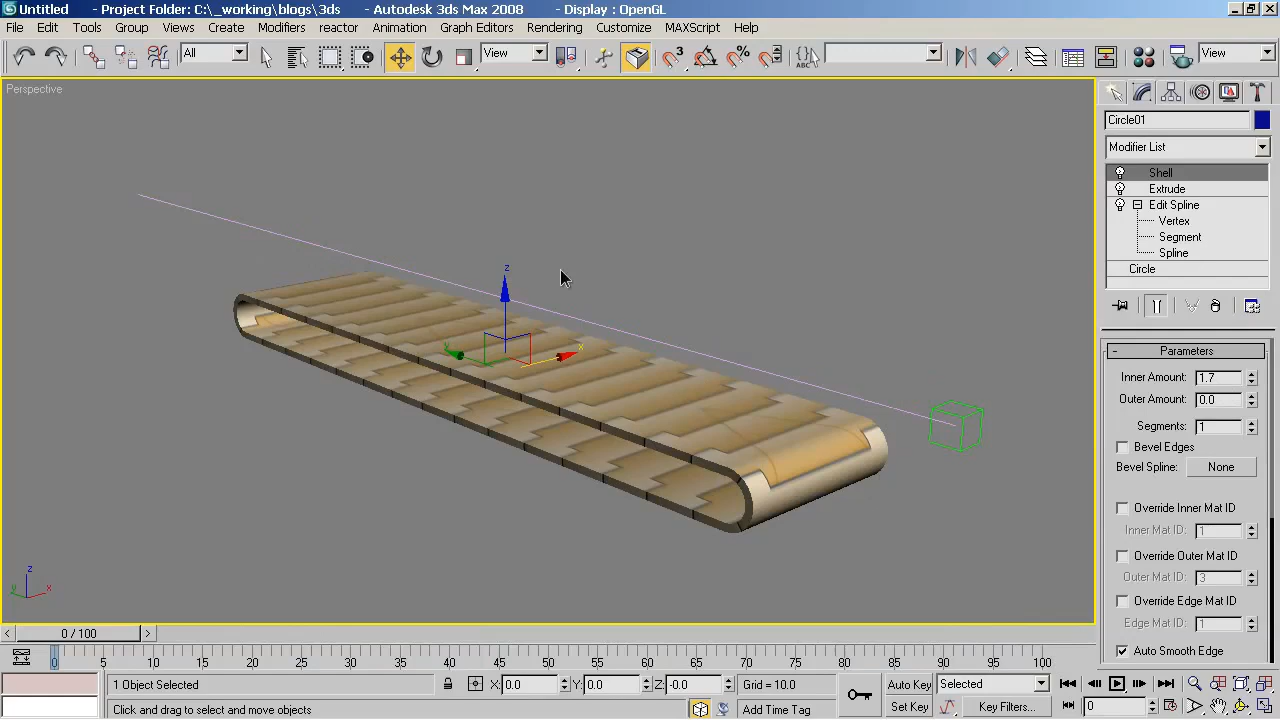 Untitled - Project Folder: C:\_working\blogs\3ds - Autodesk 3ds Max 2008 - Display : OpenGL
File Edit Tools Group Views Create Modifiers reactor Animation Graph Editors Rendering Customize MAXScript Help
All View 3 % ABC View
Perspective
Circle01
Modifier List
Shell
Extrude
Edit Spline
Vertex
Segment
Spline
Circle
z
y x
Parameters
Inner Amount: 1.7
Outer Amount: 0.0
Segments: 1
Bevel Edges
Bevel Spline: None
Override Inner Mat ID
Inner Mat ID: 1
Override Outer Mat ID
Outer Mat ID: 3
Override Edge Mat ID
Edge Mat ID: 1
Auto Smooth Edge
z
y x
< 0 / 100 >
0 5 10 15 20 25 30 35 40 45 50 55 60 65 70 75 80 85 90 95 100
1 Object Selected X: 0.0 Y: 0.0 Z: -0.0 Grid = 10.0 Auto Key Selected
Click and drag to select and move objects Add Time Tag Set Key Key Filters... 0